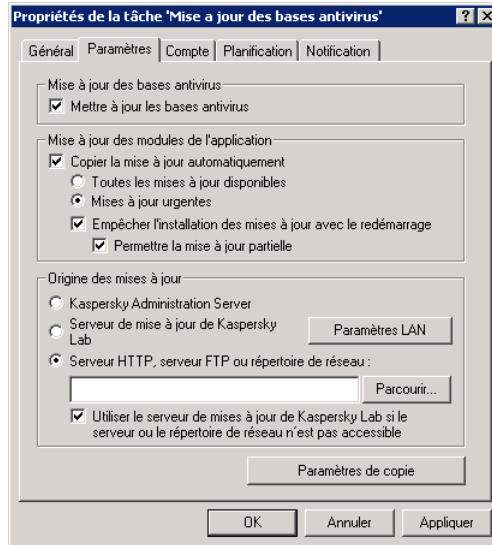 Propriétés de la tâche 'Mise a jour des bases antivirus'
Général Paramètres Compte Planification Notification
Mise à jour des bases antivirus
Mettre à jour les bases antivirus
Mise à jour des modules de l'application
Copier la mise à jour automatiquement
Toutes les mises à jour disponibles
Mises à jour urgentes
Empêcher l'installation des mises à jour avec le redémarrage
Permettre la mise à jour partielle
Origine des mises à jour
Kaspersky Administration Server
Serveur de mise à jour de Kaspersky
Lab
Paramètres LAN
Serveur HTTP, serveur FTP ou répertoire de réseau :
Parcourir...
Utiliser le serveur de mises à jour de Kaspersky Lab si le
serveur ou le répertoire de réseau n´est pas accessible
Paramètres de copie
OK Annuler Appliquer